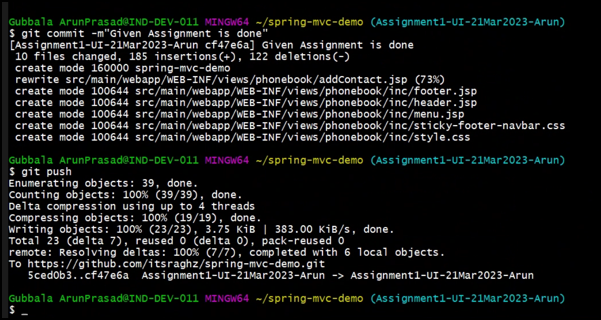 Gubbala ArunPrasad@IND-DEV-011 MINGW64 ~/spring-mvc-demo (Assignment1-UI-21Mar2023-Arun)
$ git commit -m"Given Assignment is done"
[Assignment1-UI-21Mar2023-Arun cf47e6a] Given Assignment is done
 10 files changed, 185 insertions(+), 122 deletions(-)
 create mode 160000 spring-mvc-demo
 rewrite src/main/webapp/WEB-INF/views/phonebook/addContact.jsp (73%)
 create mode 100644 src/main/webapp/WEB-INF/views/phonebook/inc/footer.jsp
 create mode 100644 src/main/webapp/WEB-INF/views/phonebook/inc/header.jsp
 create mode 100644 src/main/webapp/WEB-INF/views/phonebook/inc/menu.jsp
 create mode 100644 src/main/webapp/WEB-INF/views/phonebook/inc/sticky-footer-navbar.css
 create mode 100644 src/main/webapp/WEB-INF/views/phonebook/inc/style.css
Gubbala ArunPrasad@IND-DEV-011 MINGW64 ~/spring-mvc-demo (Assignment1-UI-21Mar2023-Arun)
$ git push
Enumerating objects: 39, done.
Counting objects: 100% (39/39), done.
Delta compression using up to 4 threads
Compressing objects: 100% (19/19), done.
Writing objects: 100% (23/23), 3.75 KiB | 383.00 KiB/s, done.
Total 23 (delta 7), reused 0 (delta 0), pack-reused 0
remote: Resolving deltas: 100% (7/7), completed with 6 local objects.
To https://github.com/itsraghz/spring-mvc-demo.git
   5ced0b3..cf47e6a  Assignment1-UI-21Mar2023-Arun -> Assignment1-UI-21Mar2023-Arun
Gubbala ArunPrasad@IND-DEV-011 MINGW64 ~/spring-mvc-demo (Assignment1-UI-21Mar2023-Arun)
$ _